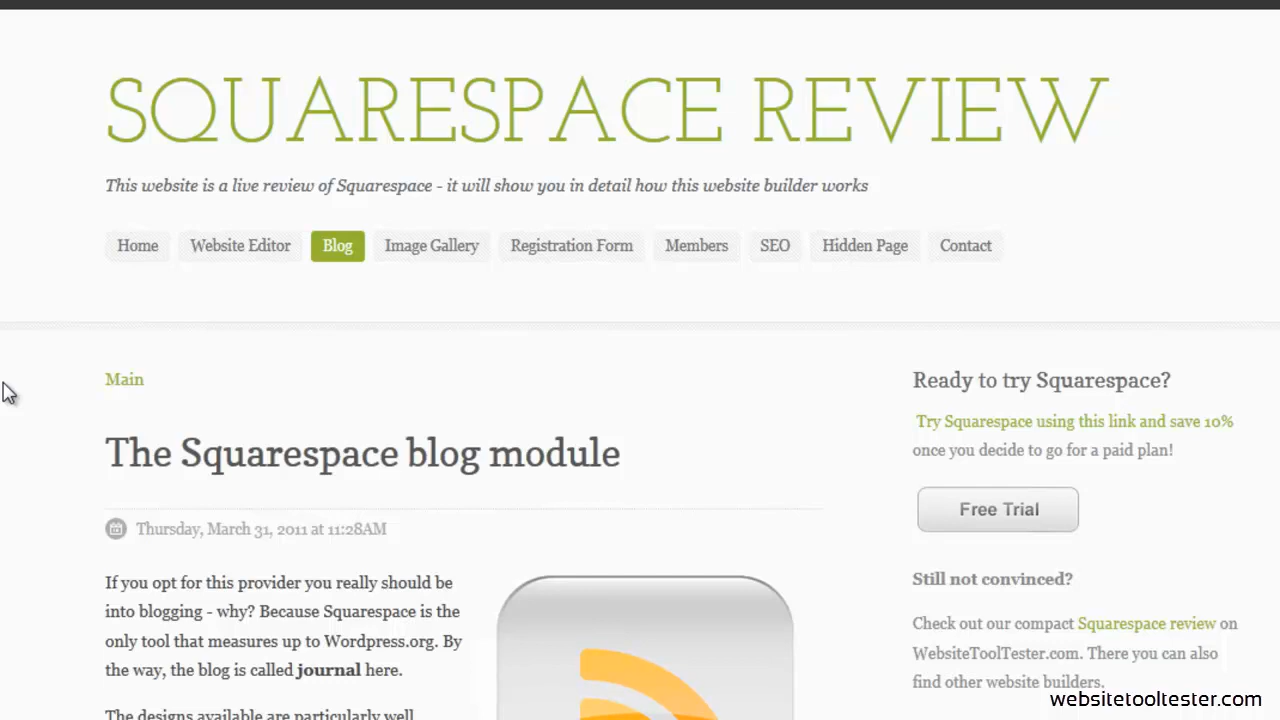 SQUARESPACE REVIEW
This website is a live review of Squarespace - it will show you in detail how this website builder works
Home Website Editor Blog Image Gallery Registration Form Members SEO Hidden Page Contact
Main
The Squarespace blog module
Thursday, March 31, 2011 at 11:28AM
If you opt for this provider you really should be
into blogging - why? Because Squarespace is the
only tool that measures up to Wordpress.org. By
the way, the blog is called journal here.
The designs available are particularly well
Ready to try Squarespace?
Try Squarespace using this link and save 10%
once you decide to go for a paid plan!
Free Trial
Still not convinced?
Check out our compact Squarespace review on
WebsiteToolTester.com. There you can also
find other website builders.
websitetooltester.com